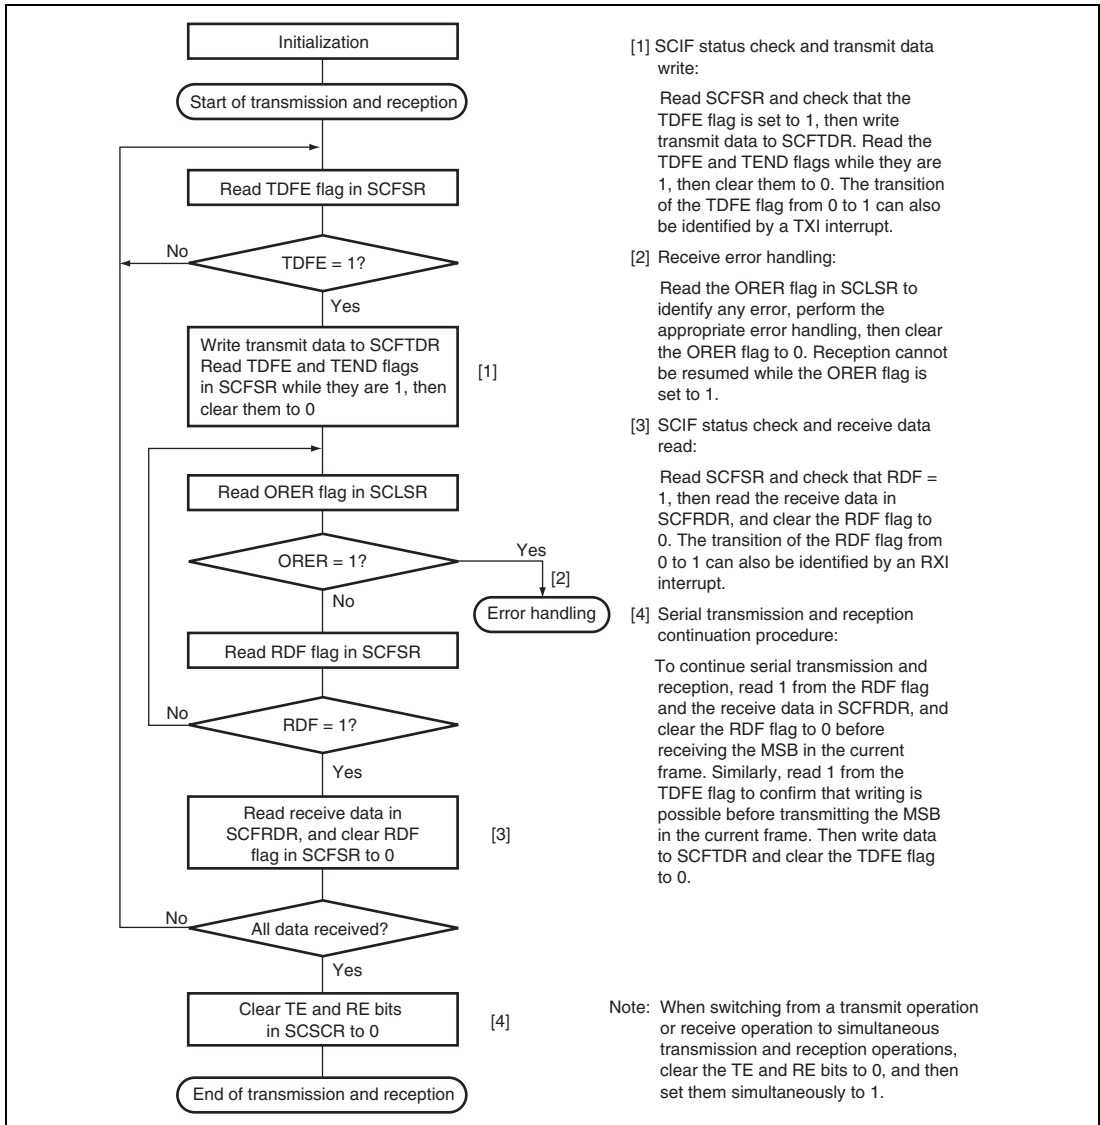 Initialization
Start of transmission and reception
Read TDFE flag in SCFSR
No
TDFE = 1?
Yes
Write transmit data to SCFTDR
Read TDFE and TEND flags
in SCFSR while they are 1, then
clear them to 0
[1]
Read ORER flag in SCLSR
ORER = 1?
Yes
[2]
No
Error handling
Read RDF flag in SCFSR
No
RDF = 1?
Yes
Read receive data in
SCFRDR, and clear RDF
flag in SCFSR to 0
[3]
No
All data received?
Yes
Clear TE and RE bits
in SCSCR to 0
[4]
End of transmission and reception
[1] SCIF status check and transmit data
write:
Read SCFSR and check that the
TDFE flag is set to 1, then write
transmit data to SCFTDR. Read the
TDFE and TEND flags while they are
1, then clear them to 0. The transition
of the TDFE flag from 0 to 1 can also
be identified by a TXI interrupt.
[2] Receive error handling:
Read the ORER flag in SCLSR to
identify any error, perform the
appropriate error handling, then clear
the ORER flag to 0. Reception cannot
be resumed while the ORER flag is
set to 1.
[3] SCIF status check and receive data
read:
Read SCFSR and check that RDF =
1, then read the receive data in
SCFRDR, and clear the RDF flag to
0. The transition of the RDF flag from
0 to 1 can also be identified by an RXI
interrupt.
[4] Serial transmission and reception
continuation procedure:
To continue serial transmission and
reception, read 1 from the RDF flag
and the receive data in SCFRDR, and
clear the RDF flag to 0 before
receiving the MSB in the current
frame. Similarly, read 1 from the
TDFE flag to confirm that writing is
possible before transmitting the MSB
in the current frame. Then write data
to SCFTDR and clear the TDFE flag
to 0.
Note: When switching from a transmit operation
or receive operation to simultaneous
transmission and reception operations,
clear the TE and RE bits to 0, and then
set them simultaneously to 1.